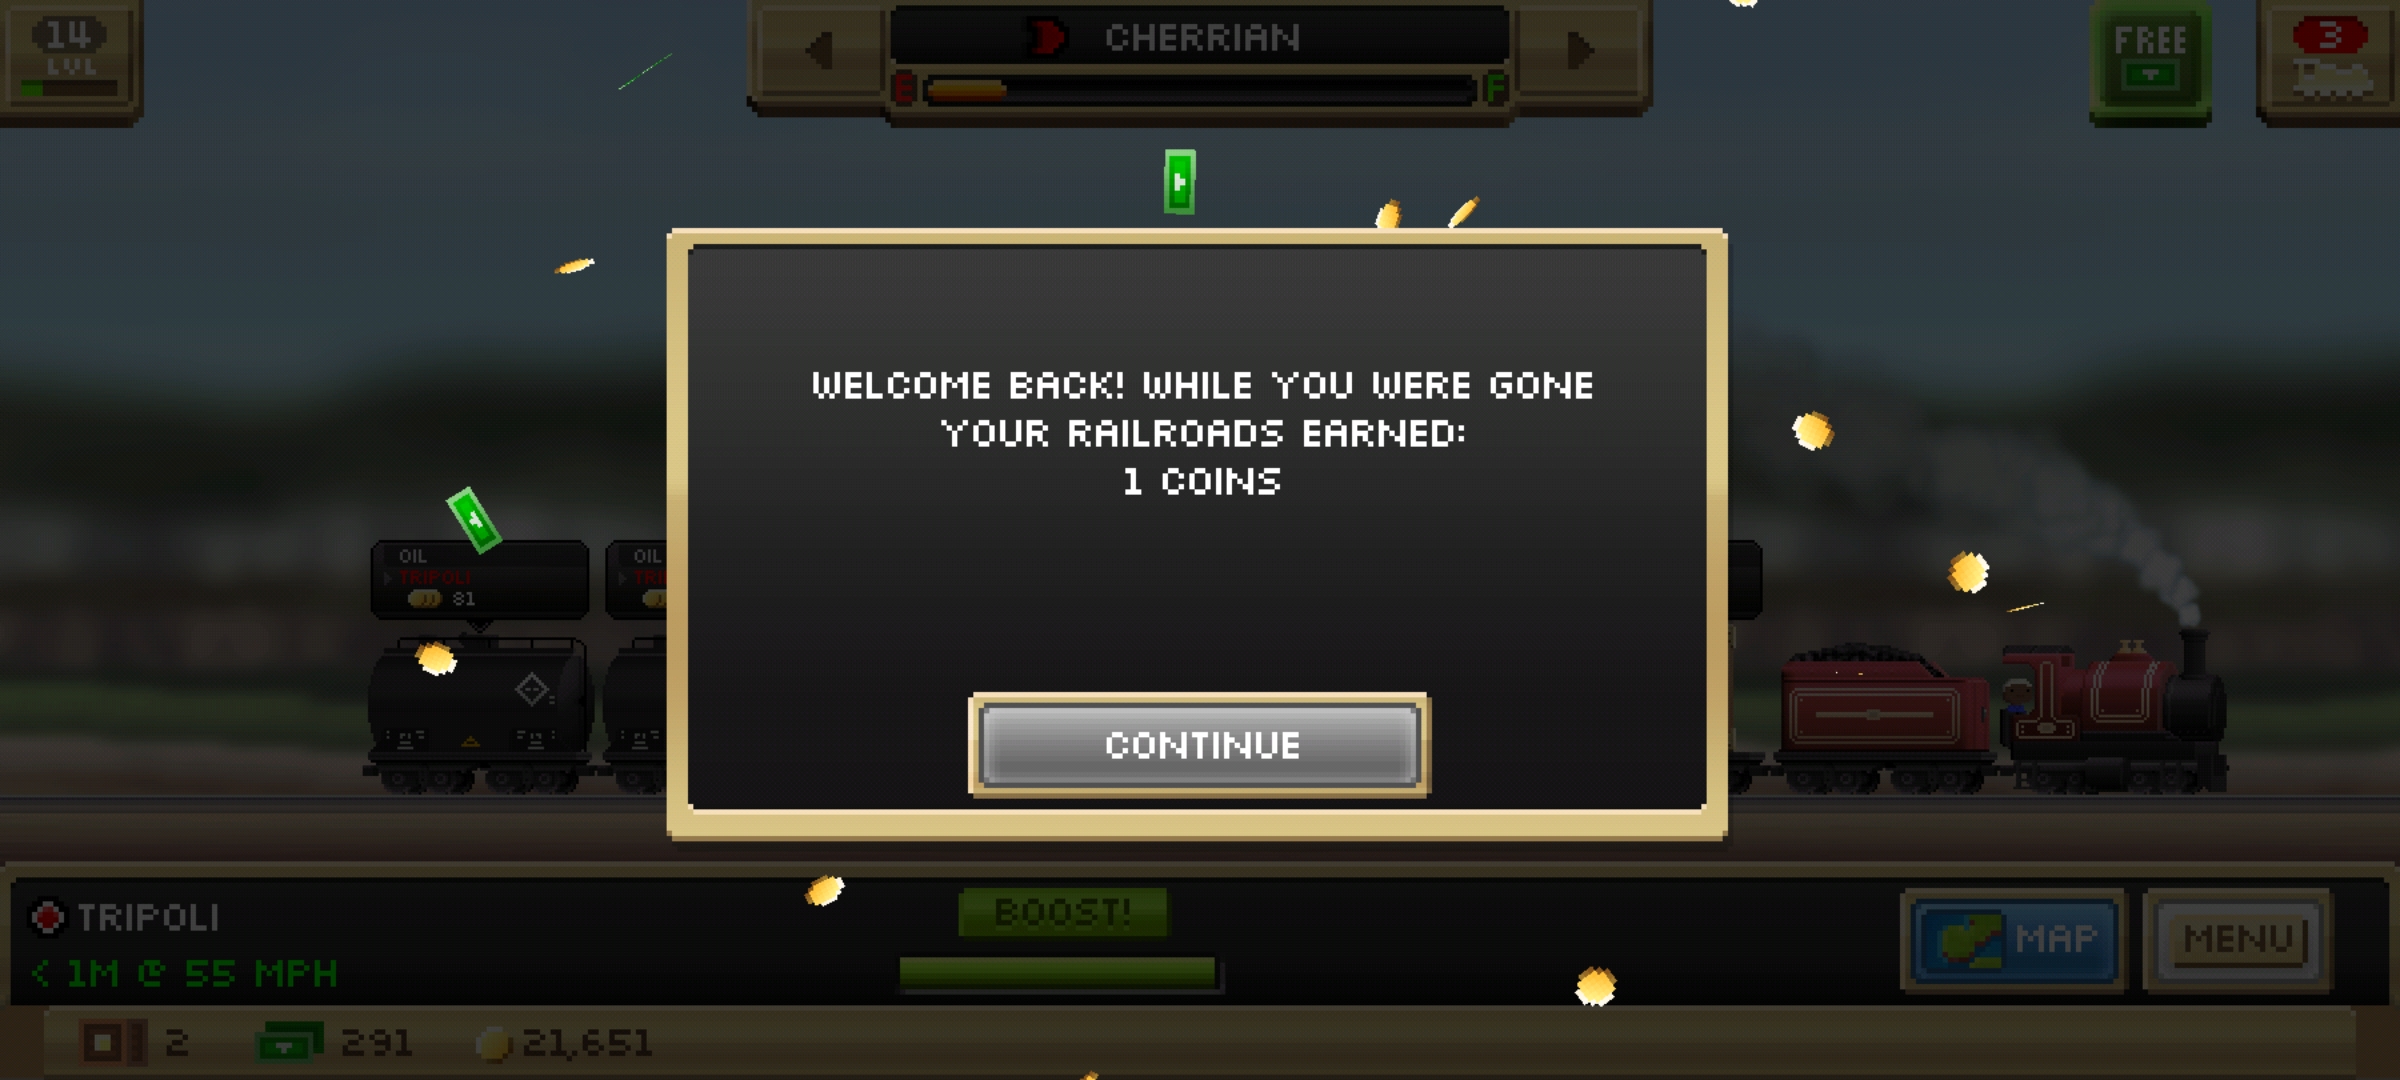 14
LVL
CHERRIAN
E F
FREE
3
WELCOME BACK! WHILE YOU WERE GONE
YOUR RAILROADS EARNED:
1 COINS
CONTINUE
OIL
TRIPOLI
81
OIL
TRIPOLI
BOOST!
< 1M @ 55 MPH
MAP
MENU
2
291
21,651